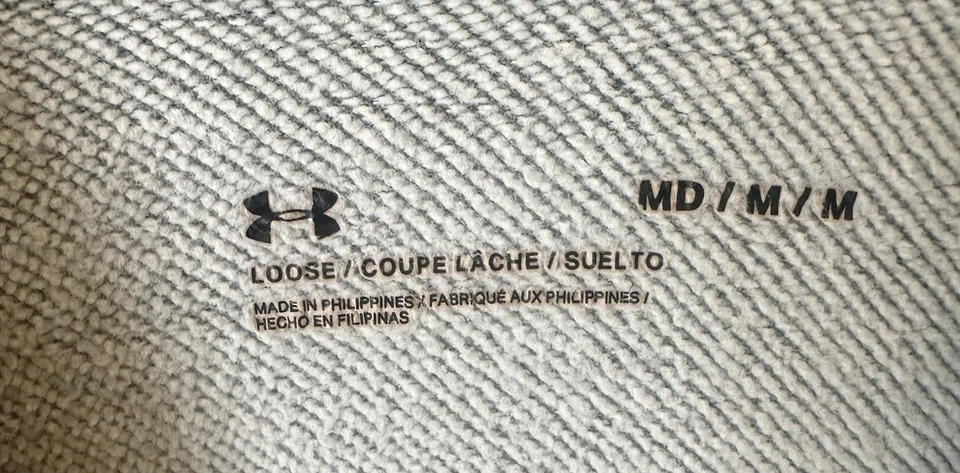 MD / M / M
LOOSE / COUPE LÂCHE / SUELTO
MADE IN PHILIPPINES / FABRIQUÉ AUX PHILIPPINES /
HECHO EN FILIPINAS